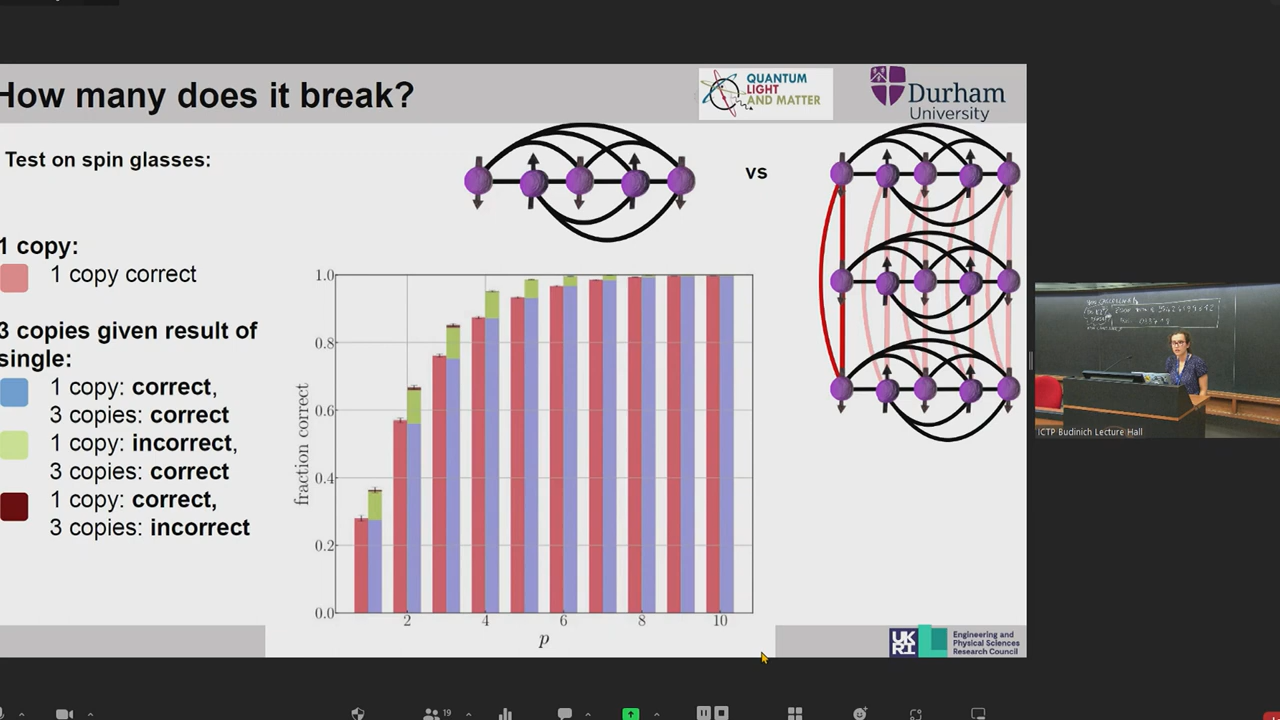 How many does it break?
QUANTUM
LIGHT
AND MATTER
Durham
University
Test on spin glasses:
vs
1 copy:
1 copy correct
3 copies given result of
single:
1 copy: correct,
3 copies: correct
1 copy: incorrect,
3 copies: correct
1 copy: correct,
3 copies: incorrect
fraction correct
1.0
0.8
0.6
0.4
0.2
0.0
2
4
6
8
10
p
UK
RI
Engineering and
Physical Sciences
Research Council
ICTP Budinich Lecture Hall
19